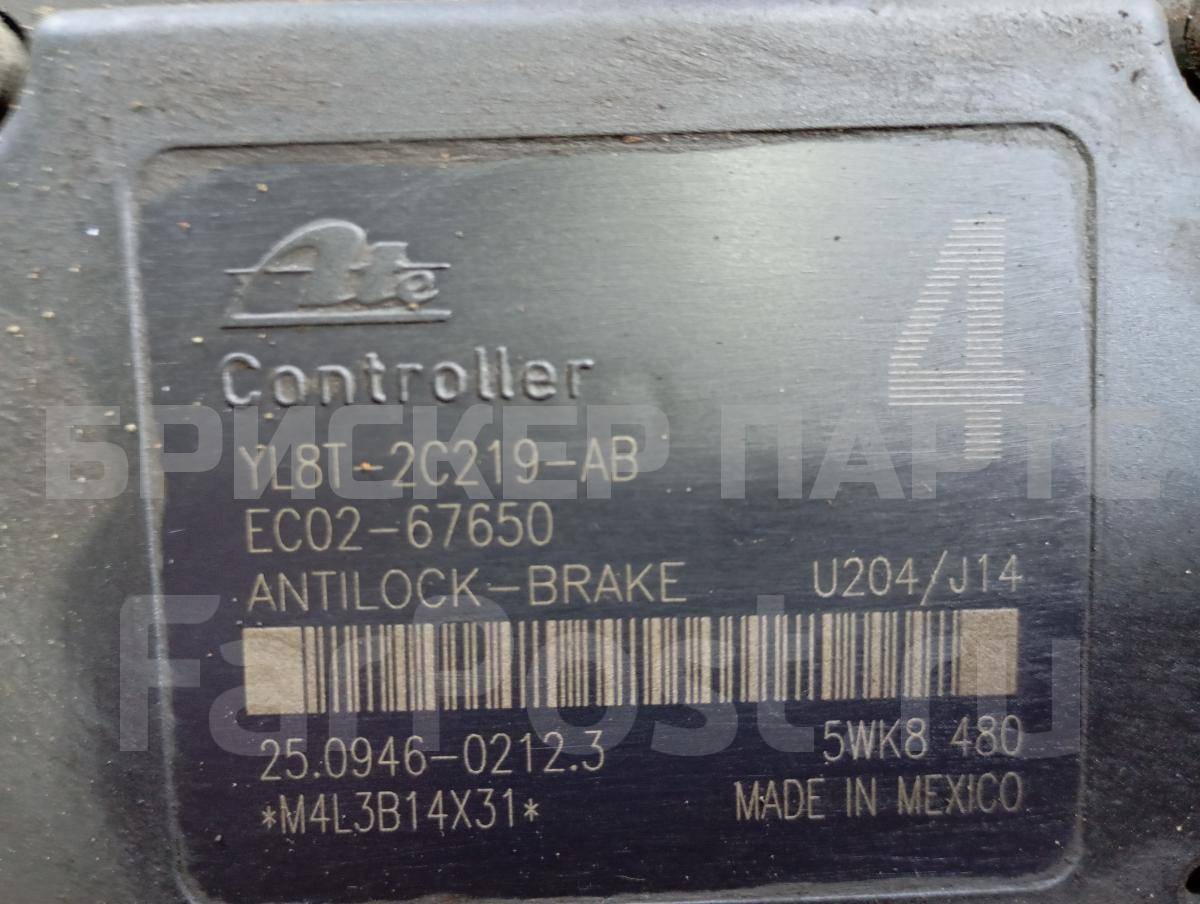 Ate
4
Controller
БРИСКЕР ПАРТС
YL8T-2C219-AB
EC02-67650
ANTILOCK-BRAKE U204/J14
FarPost.ru
25.0946-0212.3 5WK8 480
*M4L3B14X31* MADE IN MEXICO